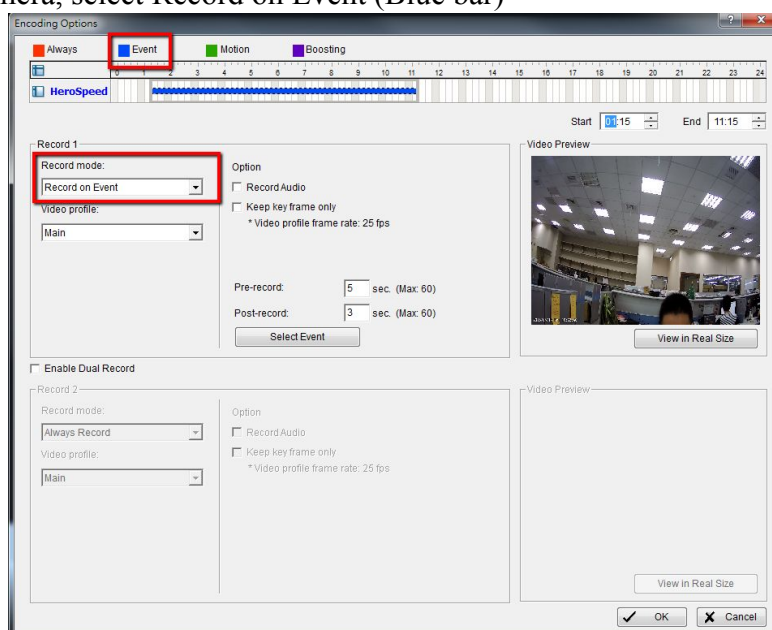 nera, select Record on Event (Blue bar)
Encoding Options
Always Event Motion Boosting
0 1 2 3 4 5 6 7 8 9 10 11 12 13 14 15 16 17 18 19 20 21 22 23 24
HeroSpeed
Start 01:15 End 11:15
Record 1 Video Preview
Record mode: Option
Record on Event Record Audio
Video profile: Keep key frame only
* Video profile frame rate: 25 fps
Main
Pre-record: 5 sec. (Max: 60)
Post-record: 3 sec. (Max: 60)
Select Event View in Real Size
Enable Dual Record
Record 2 Video Preview
Record mode: Option
Always Record Record Audio
Video profile: Keep key frame only
* Video profile frame rate: 25 fps
Main
View in Real Size
OK Cancel